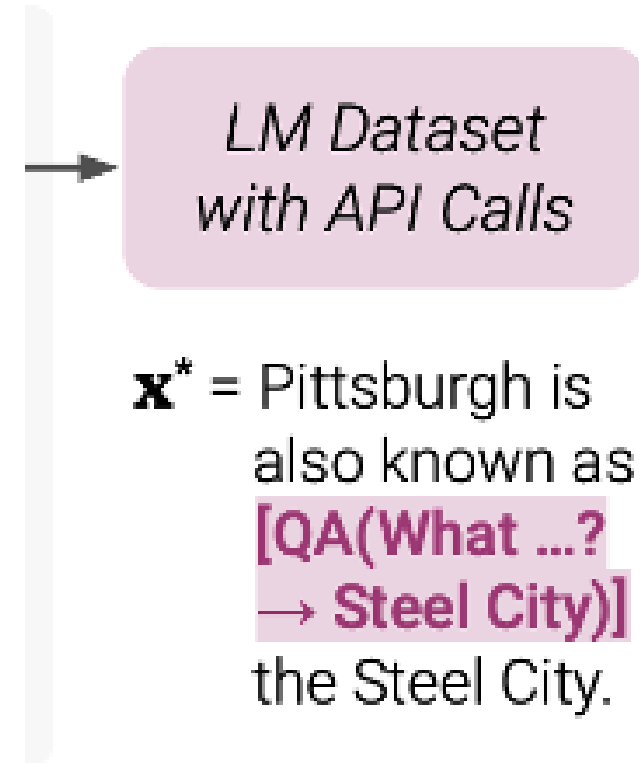 LM Dataset
with API Calls
x* = Pittsburgh is
also known as
[QA(What ...?
→ Steel City)]
the Steel City.